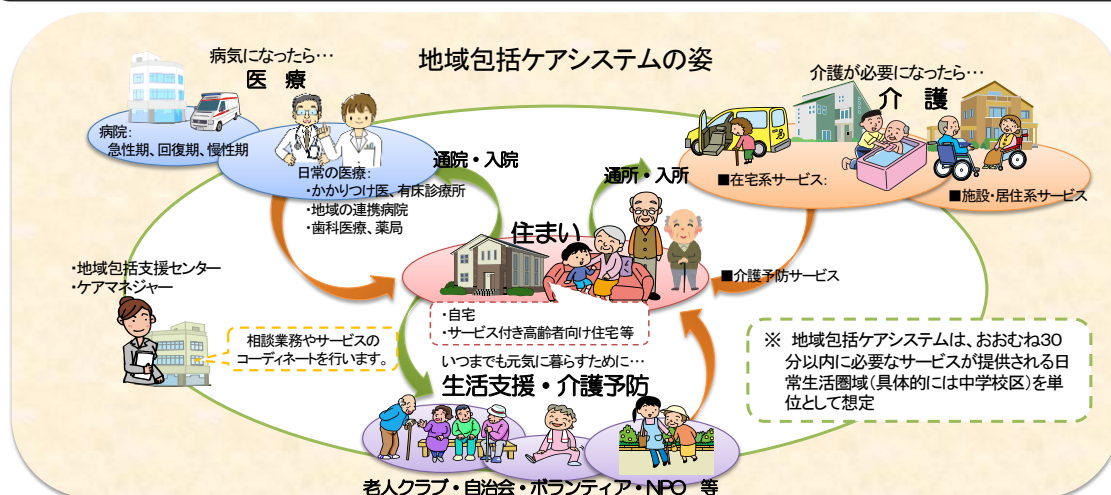 地域包括ケアシステムの姿
病気になったら…
医 療
病院:
急性期、回復期、慢性期
日常の医療:
・かかりつけ医、有床診療所
・地域の連携病院
・歯科医療、薬局
通院・入院
介護が必要になったら…
介 護
通所・入所
■在宅系サービス:
■施設・居住系サービス
■介護予防サービス
住まい
・自宅
・サービス付き高齢者向け住宅等
・地域包括支援センター
・ケアマネジャー
相談業務やサービスの
コーディネートを行います。
いつまでも元気に暮らすために…
生活支援・介護予防
老人クラブ・自治会・ボランティア・NPO 等
※ 地域包括ケアシステムは、おおむね30
分以内に必要なサービスが提供される日
常生活圏域(具体的には中学校区)を単
位として想定